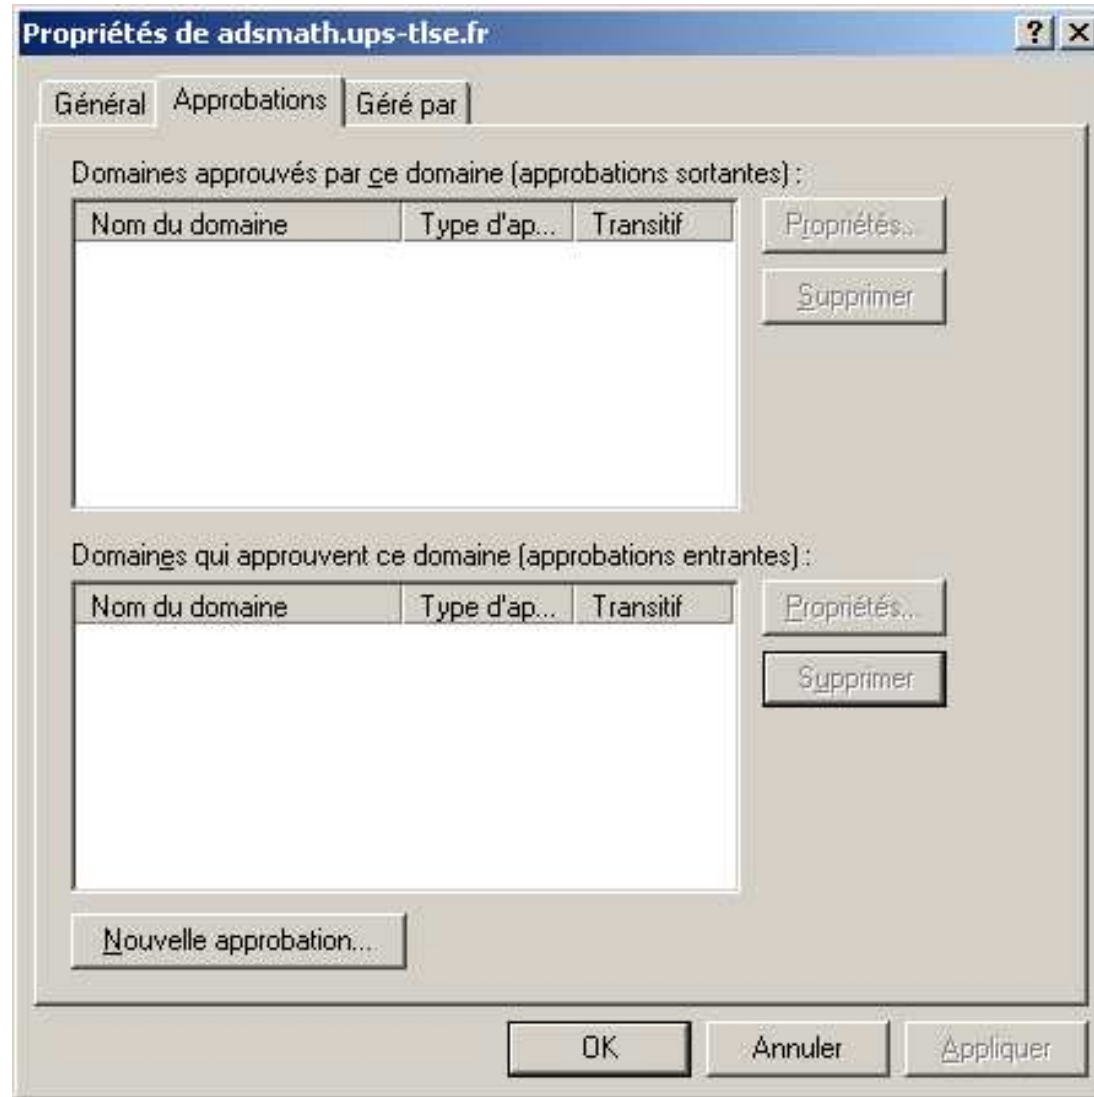 Propriétés de adsmath.ups-tlse.fr
Général Approbations Géré par
Domaines approuvés par ce domaine (approbations sortantes) :
Nom du domaine Type d'ap... Transitif Propriétés...
Supprimer
Domaines qui approuvent ce domaine (approbations entrantes) :
Nom du domaine Type d'ap... Transitif Propriétés...
Supprimer
Nouvelle approbation...
OK Annuler Appliquer